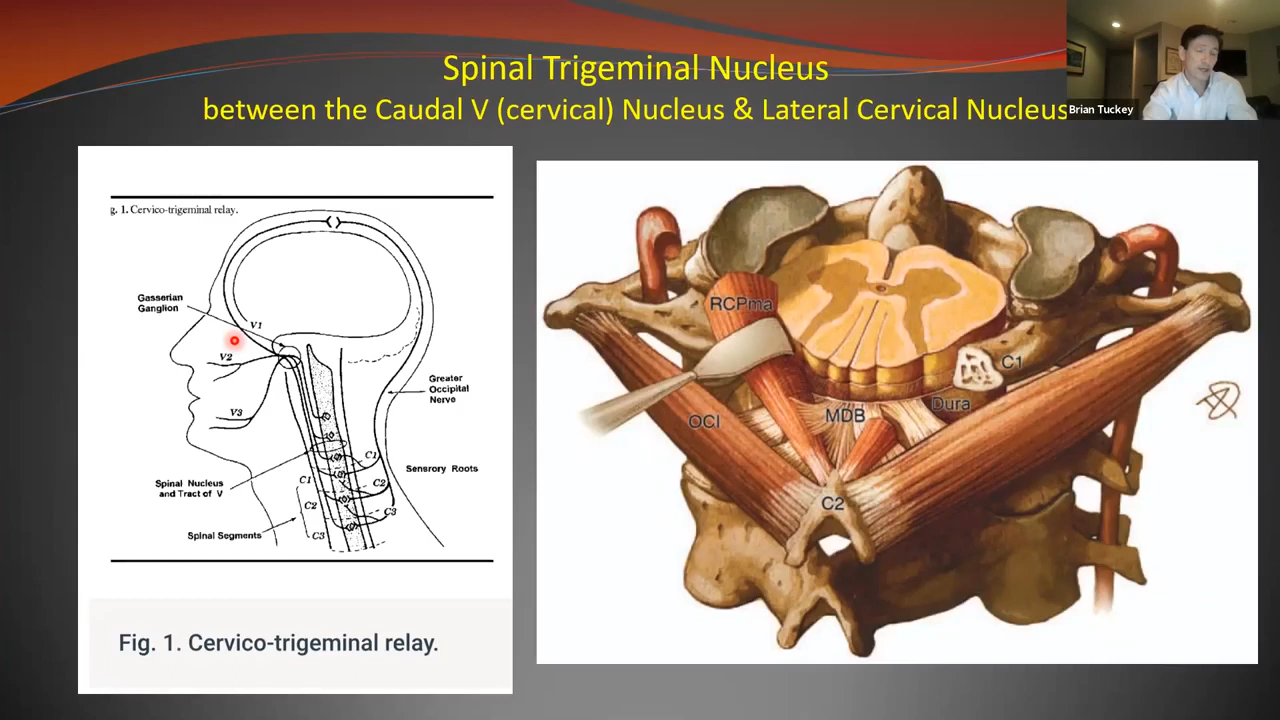 Spinal Trigeminal Nucleus
between the Caudal V (cervical) Nucleus & Lateral Cervical Nucleus
Brian Tuckey
g. 1. Cervico-trigeminal relay.
Gasserian
Ganglion
V1
V2
V3
Greater
Occipital
Nerve
Sensrory Roots
Spinal Nucleus
and Tract of V
C1
C2
C3
C1
C2
C3
Spinal Segments
Fig. 1. Cervico-trigeminal relay.
RCPma
C1
Dura
MDB
OCI
C2